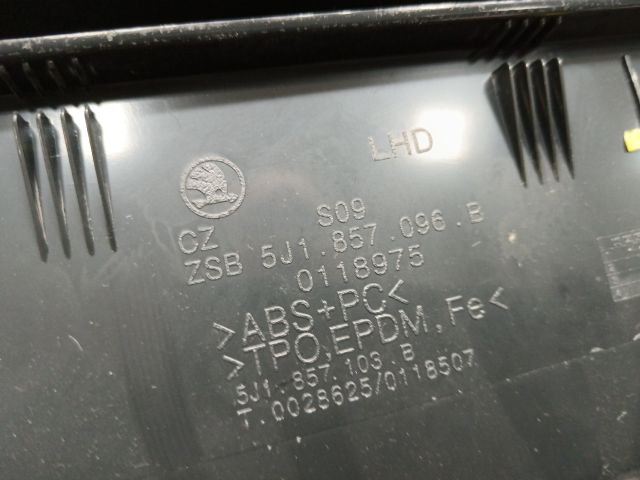 LHD
S09
CZ
ZSB 5J1.857.096.B
0118975
>ABS+PC<
>TPO,EPDM,Fe<
5J1.857.103.B
T.0028625/0118507